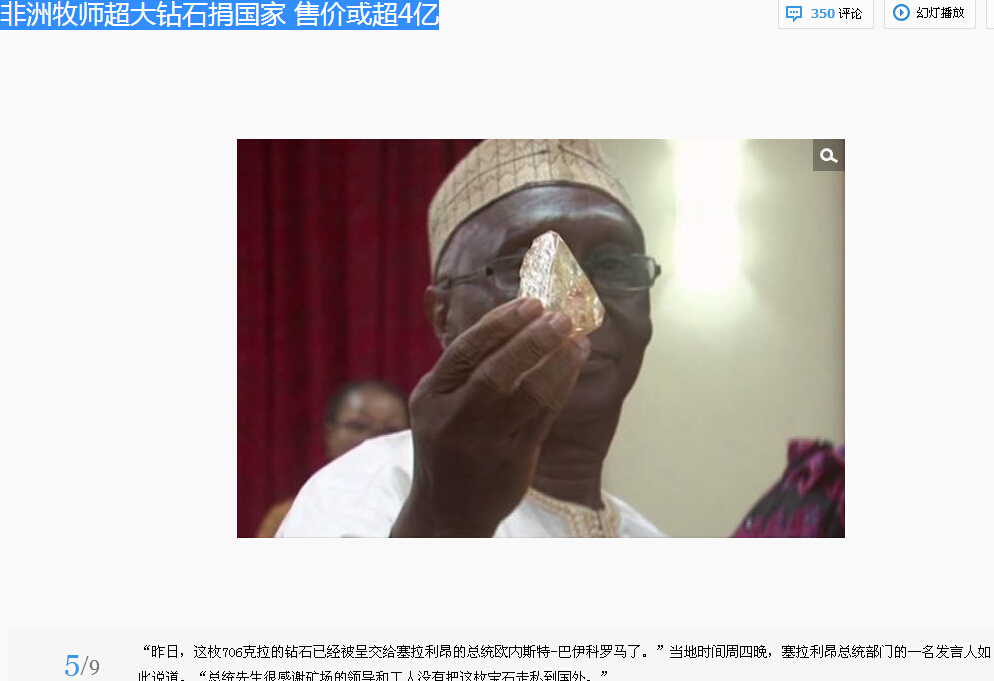 非洲牧师超大钻石捐国家 售价或超4亿
350 评论
幻灯播放
5/9
“昨日，这枚706克拉的钻石已经被呈交给塞拉利昂的总统欧内斯特-巴伊科罗马了。”当地时间周四晚，塞拉利昂总统部门的一名发言人如
此说道。“总统先生很感谢矿场的领导和工人没有把这枚宝石走私到国外。”